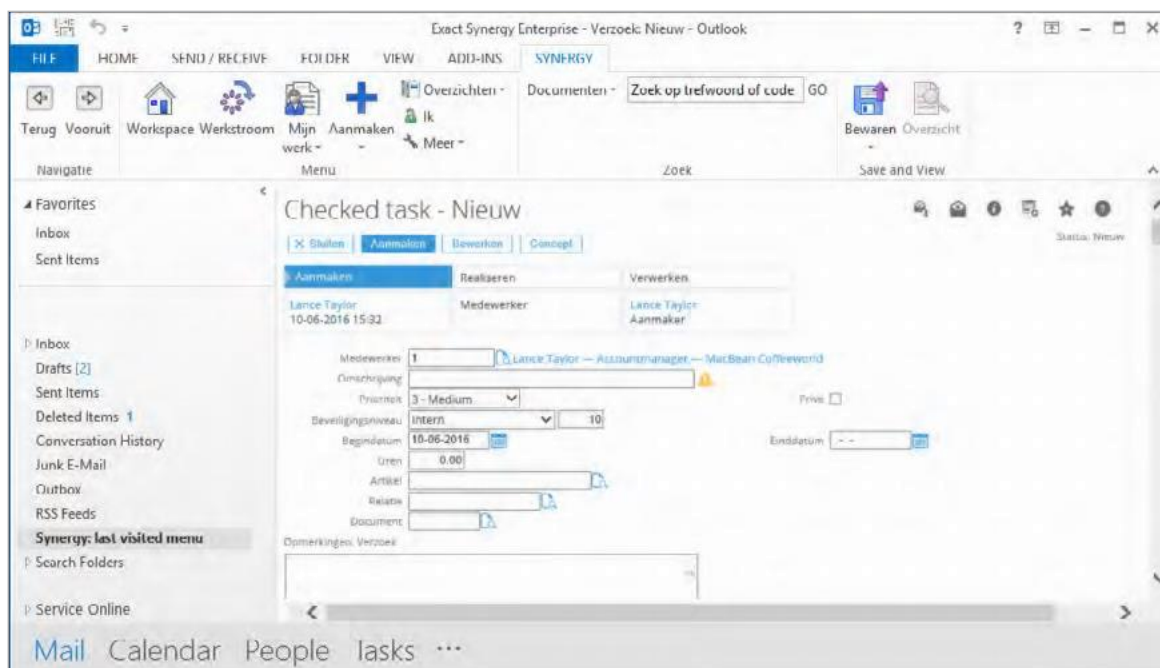 Exact Synergy Enterprise - Verzoek: Nieuw - Outlook
FILE HOME SEND / RECEIVE FOLDER VIEW ADD-INS SYNERGY
Overzichten Documenten Zoek op trefwoord of code GO
Ik
Terug Vooruit Workspace Werkstroom Mijn werk Aanmaken Meer Bewaren Overzicht
Navigatie Menu Zoek Save and View
Favorites
Inbox
Sent Items
Inbox
Drafts [2]
Sent Items
Deleted Items 1
Conversation History
Junk E-Mail
Outbox
RSS Feeds
Synergy: last visited menu
Search Folders
Service Online
Checked task - Nieuw
Status: Nieuw
Sluiten Aanmaken Bewerken Concept
Aanmaken Realiseren Verwerken
Lance Taylor Medewerker Lance Taylor
10-06-2016 15:32 Aanmaker
Medewerker 1 Lance Taylor — Accountmanager — MacBean Coffeeworld
Omschrijving
Prioriteit 3 - Medium Privé
Beveiligingsniveau Intern 10
Begindatum 10-06-2016 Einddatum - -
Uren 0.00
Artikel
Relatie
Document
Opmerkingen: Verzoek
Mail Calendar People Tasks ...